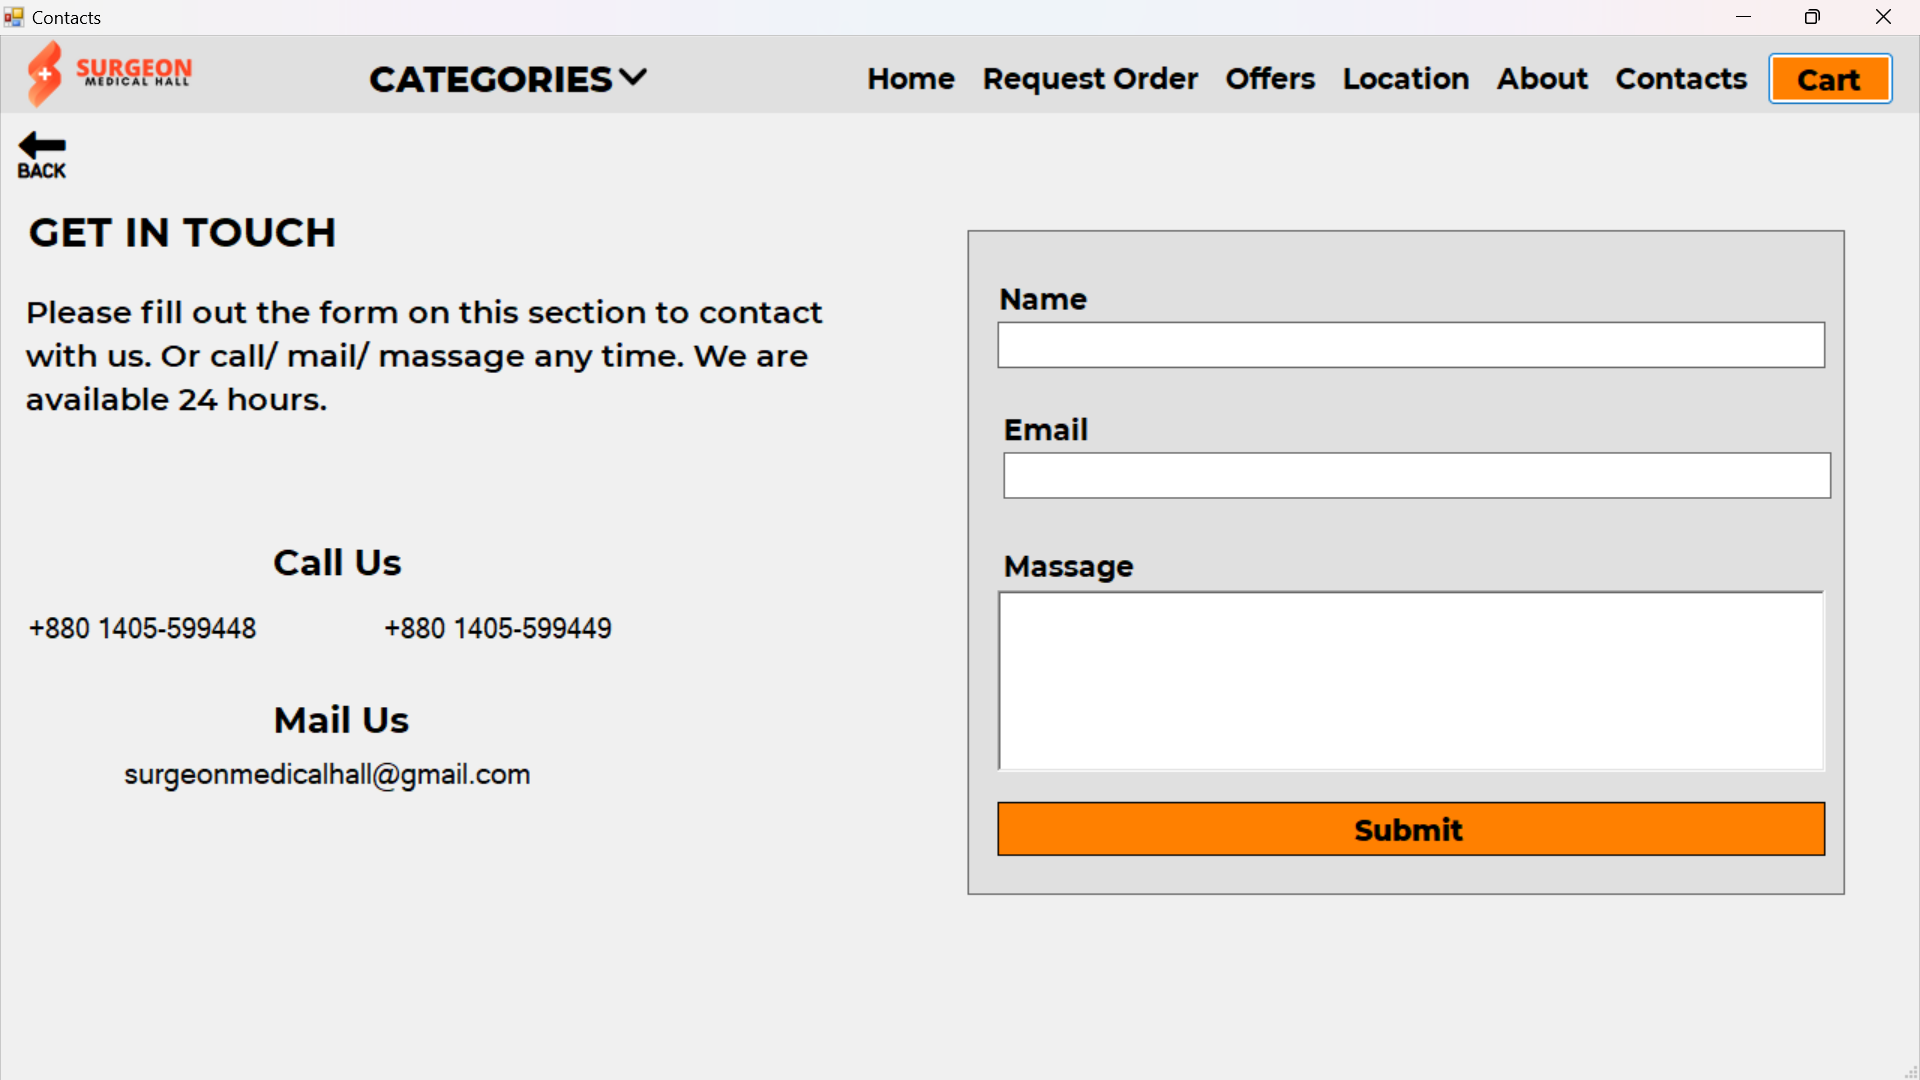 Contacts
SURGEON
MEDICAL HALL
CATEGORIES
Home Request Order Offers Location About Contacts Cart
BACK
GET IN TOUCH
Please fill out the form on this section to contact
with us. Or call/ mail/ massage any time. We are
available 24 hours.
Call Us
+880 1405-599448 +880 1405-599449
Mail Us
surgeonmedicalhall@gmail.com
Name
Email
Massage
Submit